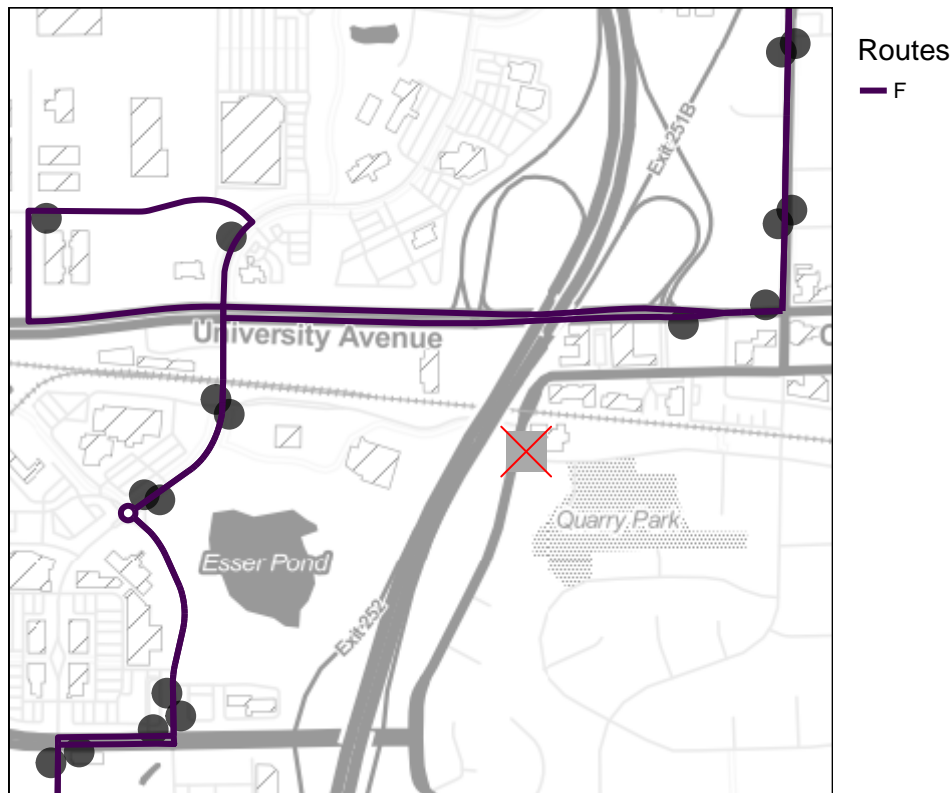 Routes
F
Exit 251B
University Avenue
Quarry Park
Esser Pond
Exit 252